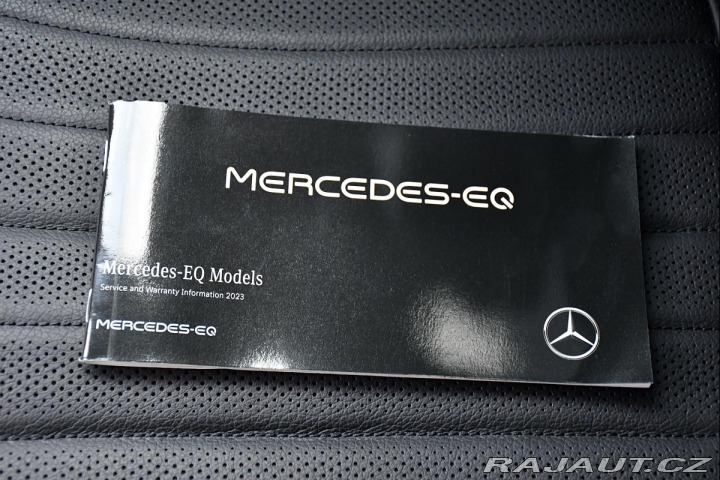 MERCEDES-EQ
Mercedes-EQ Models
Service and Warranty Information 2023
MERCEDES-EQ
RAJAUT.CZ